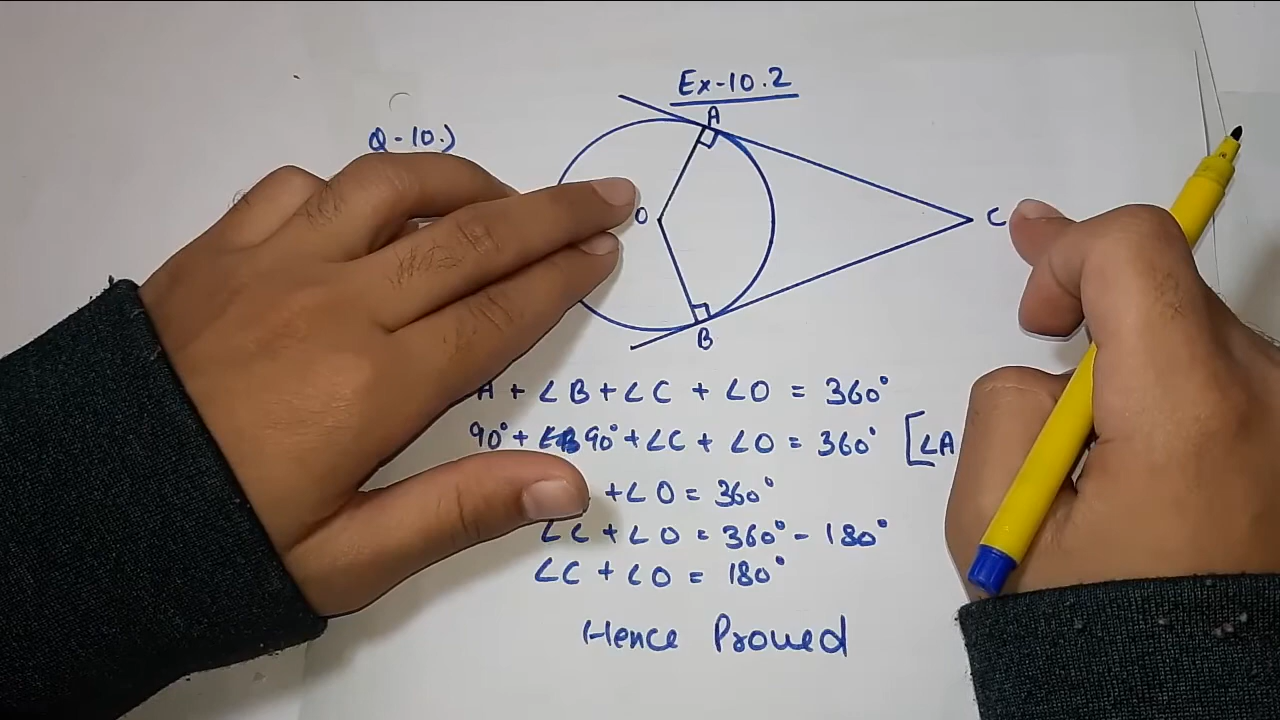 Ex-10.2
Q-10.)
A
O
C
B
A + ∠B + ∠C + ∠O = 360°
90° + 90° + ∠C + ∠O = 360° [∠A
+ ∠O = 360°
∠C + ∠O = 360° - 180°
∠C + ∠O = 180°
Hence Proved